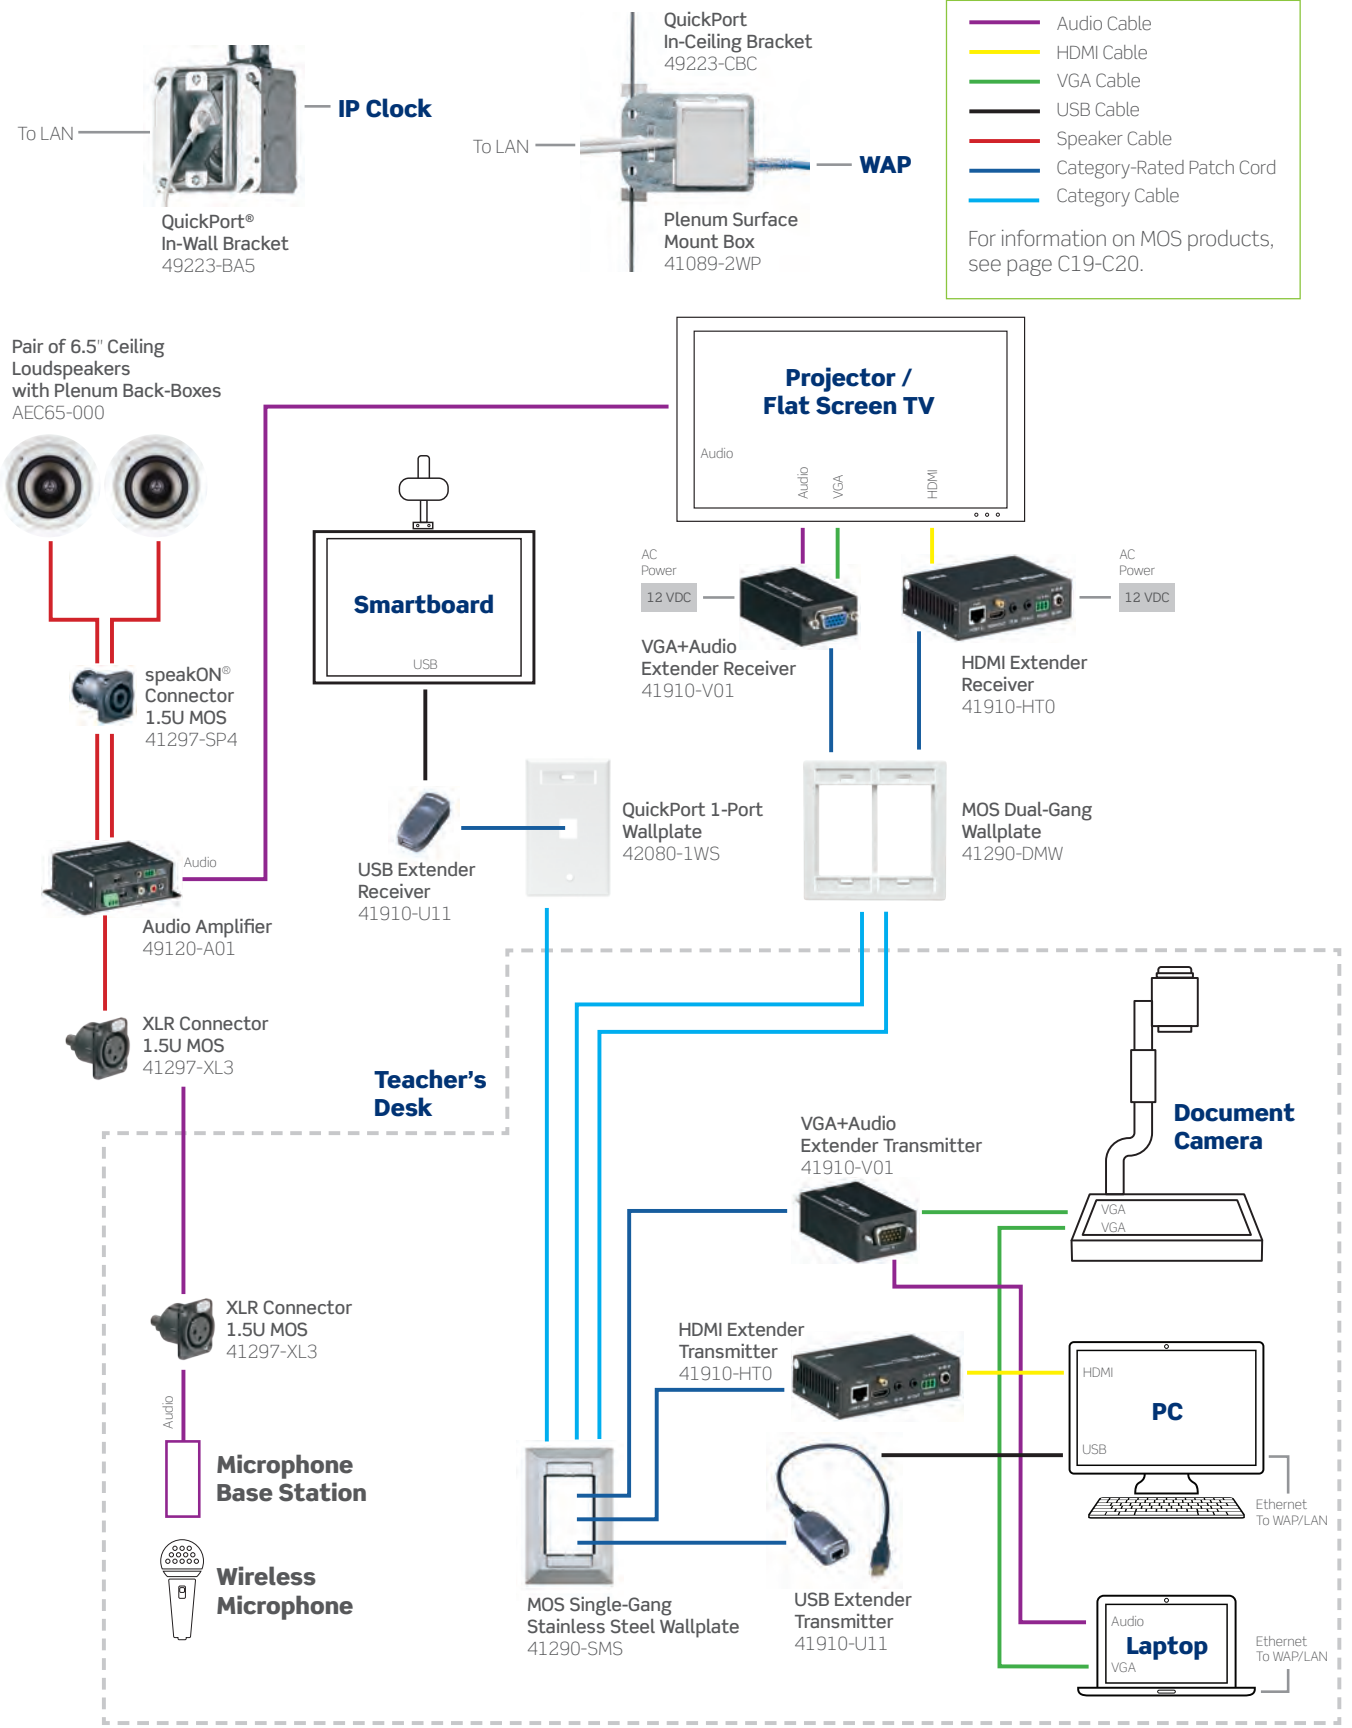 QuickPort
In-Ceiling Bracket
49223-CBC
IP Clock
To LAN
QuickPort®
In-Wall Bracket
49223-BA5
To LAN
WAP
Plenum Surface
Mount Box
41089-2WP
Audio Cable
HDMI Cable
VGA Cable
USB Cable
Speaker Cable
Category-Rated Patch Cord
Category Cable
For information on MOS products,
see page C19-C20.
Pair of 6.5" Ceiling
Loudspeakers
with Plenum Back-Boxes
AEC65-000
Projector /
Flat Screen TV
Audio
Audio
VGA
HDMI
Smartboard
USB
AC
Power
12 VDC
AC
Power
12 VDC
VGA+Audio
Extender Receiver
41910-V01
HDMI Extender
Receiver
41910-HT0
speakON®
Connector
1.5U MOS
41297-SP4
QuickPort 1-Port
Wallplate
42080-1WS
MOS Dual-Gang
Wallplate
41290-DMW
Audio
USB Extender
Receiver
41910-U11
Audio Amplifier
49120-A01
XLR Connector
1.5U MOS
41297-XL3
Teacher's
Desk
VGA+Audio
Extender Transmitter
41910-V01
Document
Camera
VGA
VGA
XLR Connector
1.5U MOS
41297-XL3
HDMI Extender
Transmitter
41910-HT0
HDMI
PC
USB
Ethernet
To WAP/LAN
Audio
Microphone
Base Station
Wireless
Microphone
MOS Single-Gang
Stainless Steel Wallplate
41290-SMS
USB Extender
Transmitter
41910-U11
Audio
Laptop
VGA
Ethernet
To WAP/LAN